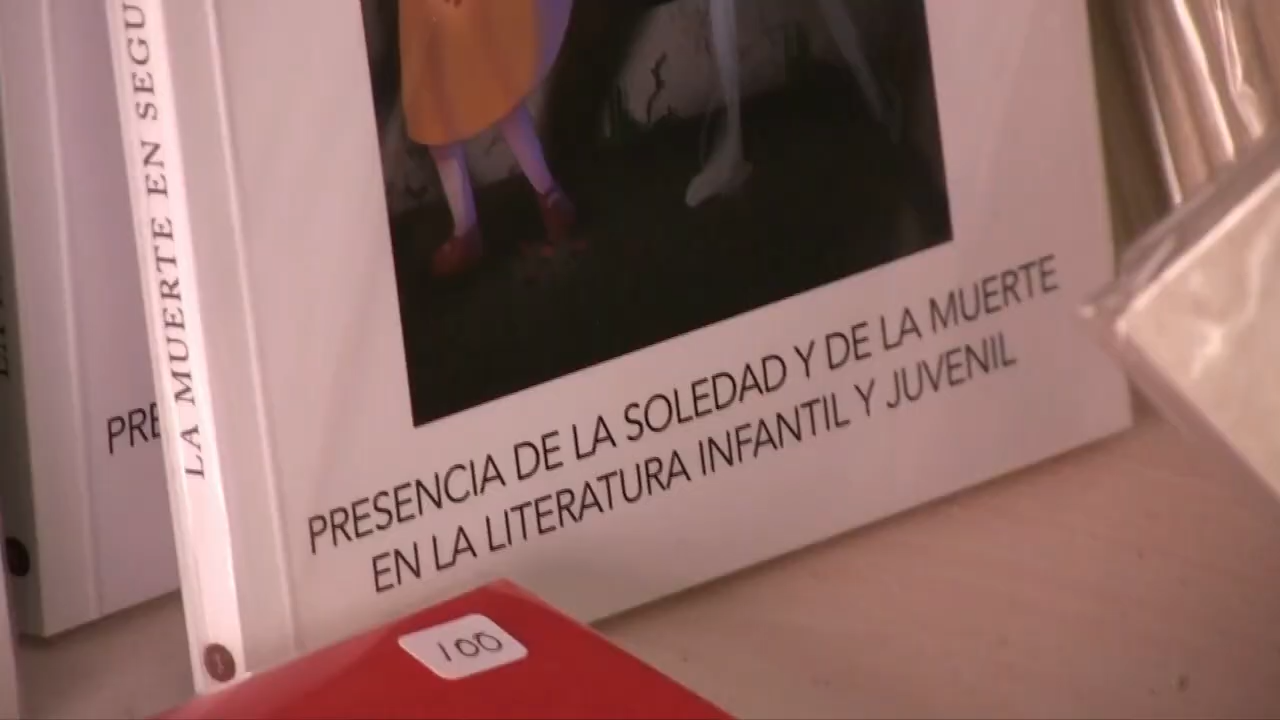 LA MUERTE EN SEGU
PRE
PRESENCIA DE LA SOLEDAD Y DE LA MUERTE
EN LA LITERATURA INFANTIL Y JUVENIL
100